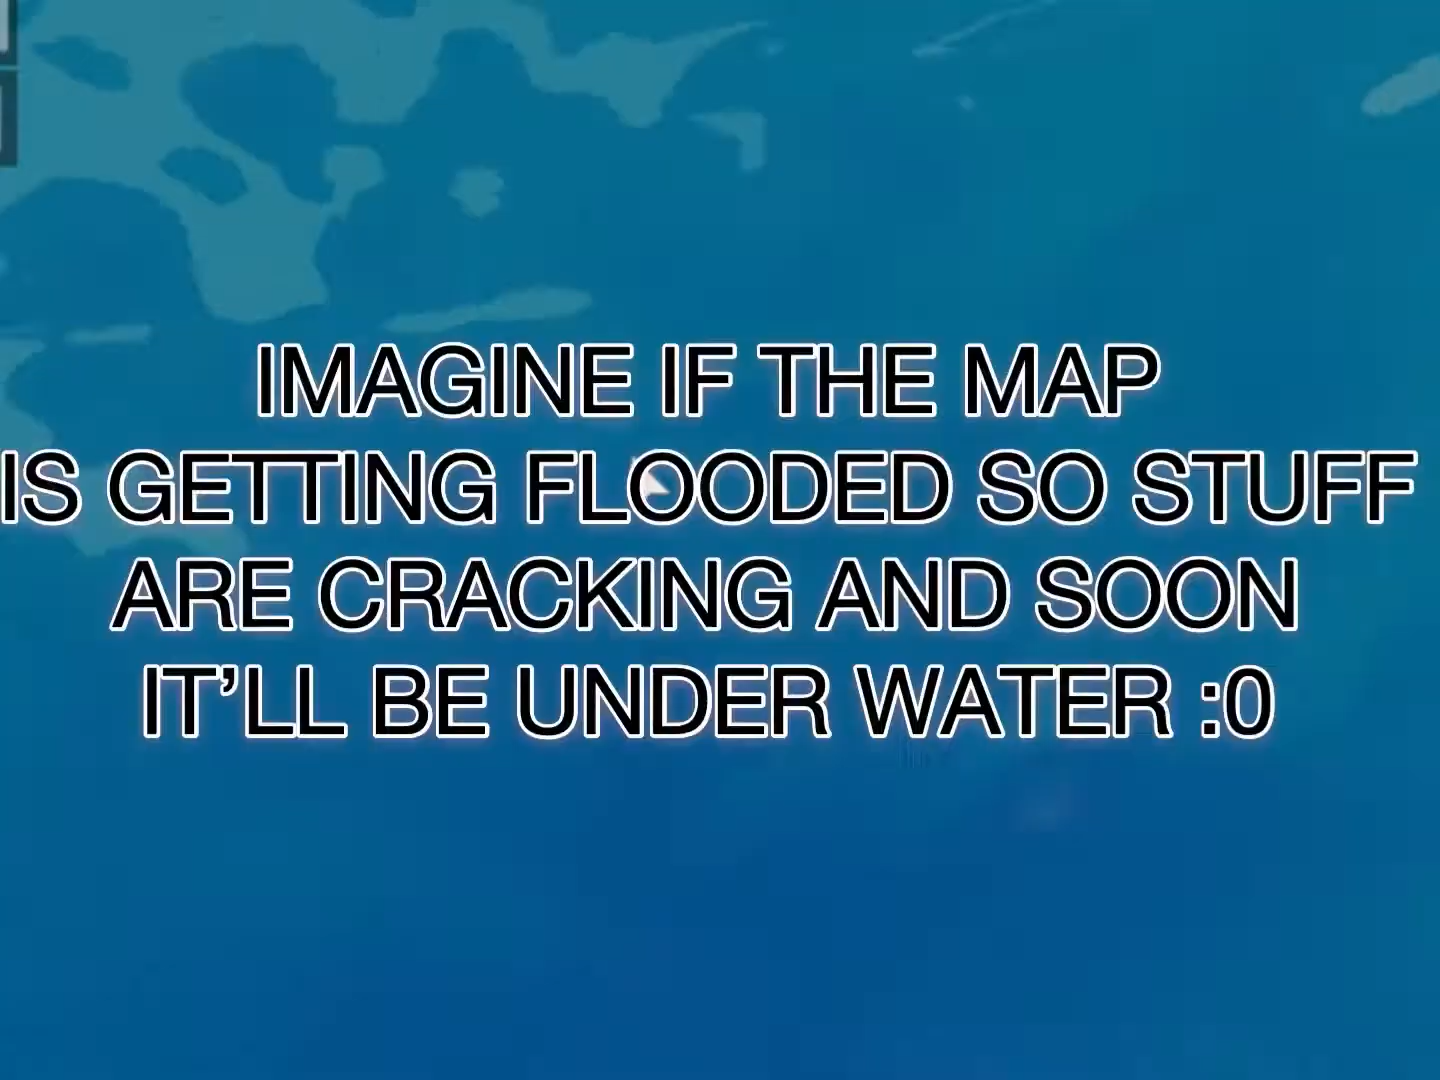 IMAGINE IF THE MAP
IS GETTING FLOODED SO STUFF
ARE CRACKING AND SOON
IT’LL BE UNDER WATER :0